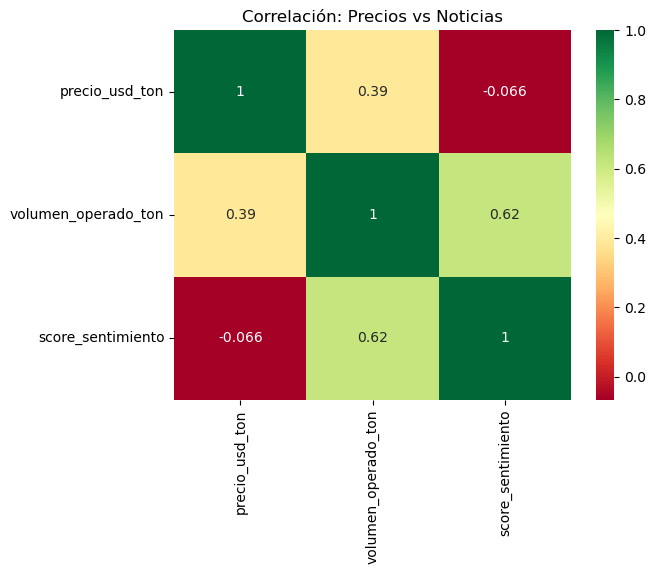 Correlación: Precios vs Noticias
precio_usd_ton
1
0.39
-0.066
volumen_operado_ton
0.39
1
0.62
score_sentimiento
-0.066
0.62
1
precio_usd_ton
volumen_operado_ton
score_sentimiento
1.0
0.8
0.6
0.4
0.2
0.0